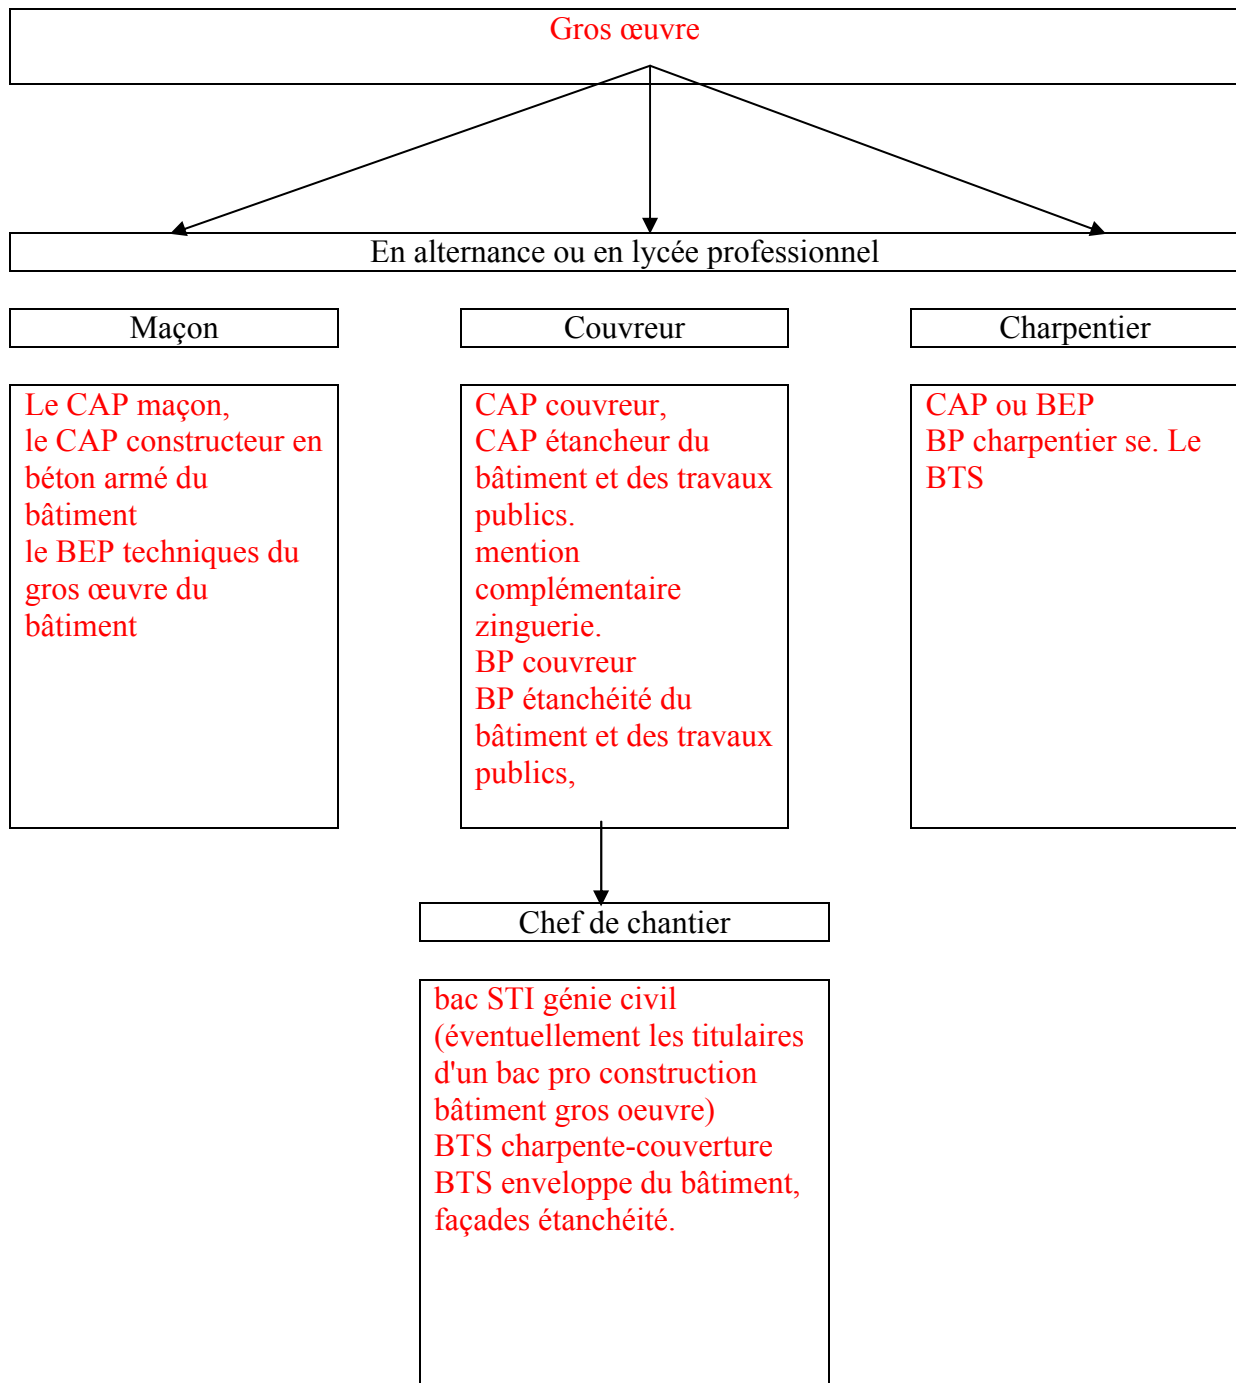 Gros œuvre
En alternance ou en lycée professionnel
Maçon
Le CAP maçon,
le CAP constructeur en
béton armé du
bâtiment
le BEP techniques du
gros œuvre du
bâtiment
Couvreur
CAP couvreur,
CAP étancheur du
bâtiment et des travaux
publics.
mention
complémentaire
zinguerie.
BP couvreur
BP étanchéité du
bâtiment et des travaux
publics,
Charpentier
CAP ou BEP
BP charpentier se. Le
BTS
Chef de chantier
bac STI génie civil
(éventuellement les titulaires
d'un bac pro construction
bâtiment gros oeuvre)
BTS charpente-couverture
BTS enveloppe du bâtiment,
façades étanchéité.